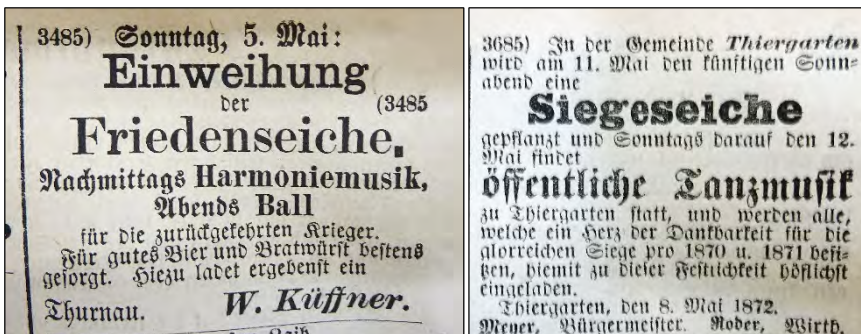 3485) Sonntag, 5. Mai:
Einweihung
der (3485
Friedenseiche.
Nachmittags Harmoniemusik,
Abends Ball
für die zurückgekehrten Krieger.
Für gutes Bier und Bratwürst bestens
gesorgt. Hiezu ladet ergebenst ein
Thurnau. W. Küffner.
3685) In der Gemeinde Thiergarten
wird am 11. Mai den künftigen Sonn-
abend eine
Siegeseiche
gepflanzt und Sonntags darauf den 12.
Mai findet
öffentliche Tanzmusik
zu Thiergarten statt, und werden alle,
welche ein Herz der Dankbarkeit für die
glorreichen Siege pro 1870 u. 1871 besit-
zen, hiemit zu dieser Festlichkeit höflichst
eingeladen.
Thiergarten, den 8. Mai 1872.
Meyer, Bürgermeister. Roder, Wirth.